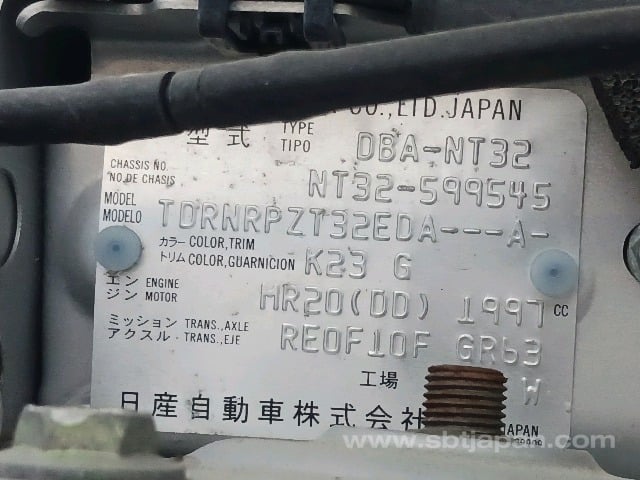 CO.,LTD.JAPAN
型式 TYPE TIPO DBA-NT32
CHASSIS NO. NO.DE CHASIS NT32-599545
MODEL MODELO TDRNRPZT32EDA---A-
カラー COLOR,TRIM トリム COLOR,GUARNICION K23 G
エンジン ENGINE MOTOR MR20(DD) 1997 cc
ミッション TRANS.,AXLE アクスル TRANS.,EJE RE0F10F GR63
工場 W
日産自動車株式会社 JAPAN
www.sbtjapan.com